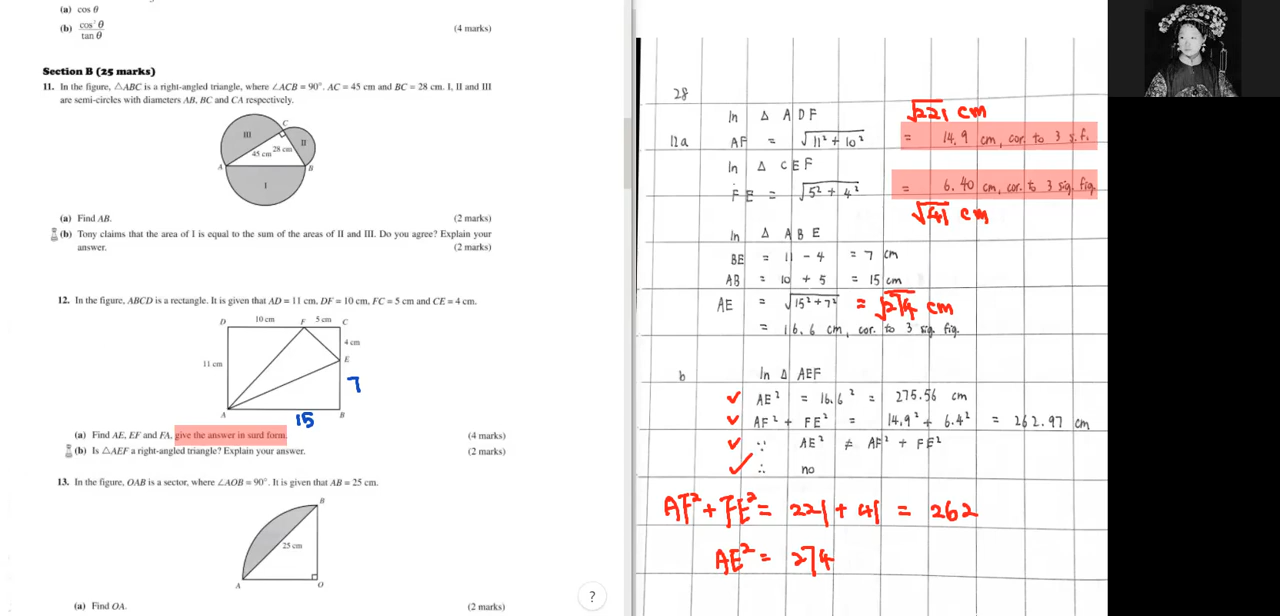 (a) cos θ
(b) cos² θ / tan θ (4 marks)
Section B (25 marks)
11. In the figure, △ABC is a right-angled triangle, where ∠ACB = 90°. AC = 45 cm and BC = 28 cm. I, II and III
are semi-circles with diameters AB, BC and CA respectively.
C
III
II
28 cm
45 cm
A
B
I
(a) Find AB. (2 marks)
(b) Tony claims that the area of I is equal to the sum of the areas of II and III. Do you agree? Explain your (2 marks)
answer.
12. In the figure, ABCD is a rectangle. It is given that AD = 11 cm, DF = 10 cm, FC = 5 cm and CE = 4 cm.
D 10 cm F 5 cm C
4 cm
E
11 cm
7
A 15 B
(a) Find AE, EF and FA, give the answer in surd form. (4 marks)
(b) Is △AEF a right-angled triangle? Explain your answer. (2 marks)
13. In the figure, OAB is a sector, where ∠AOB = 90°. It is given that AB = 25 cm.
B
25 cm
A O
(a) Find OA. (2 marks)
?
28
In △ ADF √221 cm
12a AF = √11² + 10² = 14.9 cm, cor. to 3 s.f.
In △ CEF
FE = √5² + 4² = 6.40 cm, cor. to 3 sig. fig.
√41 cm
In △ ABE
BE = 11 - 4 = 7 cm
AB = 10 + 5 = 15 cm
AE = √15² + 7² = √274 cm
= 16.6 cm, cor. to 3 sig. fig.
b In △ AEF
AE² = 16.6² = 275.56 cm
AF² + FE² = 14.9² + 6.4² = 262.97 cm
∵ AE² ≠ AF² + FE²
∴ no
AF² + FE² = 221 + 41 = 262
AE² = 274